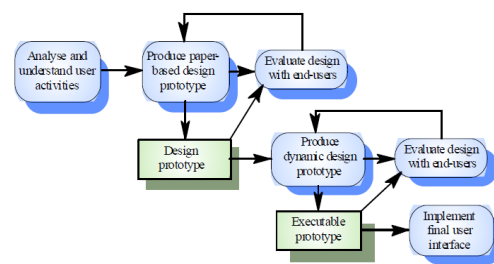 Analyse and
understand user
activities
Produce paper-
based design
prototype
Evaluate design
with end-users
Design
prototype
Produce
dynamic design
prototype
Evaluate design
with end-users
Executable
prototype
Implement
final user
interface